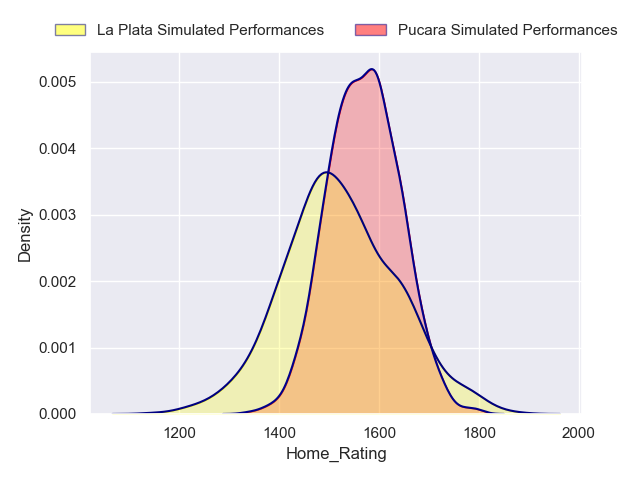 La Plata Simulated Performances Pucara Simulated Performances
0.005
0.004
0.003
0.002
0.001
0.000
Density
1200 1400 1600 1800 2000
Home_Rating